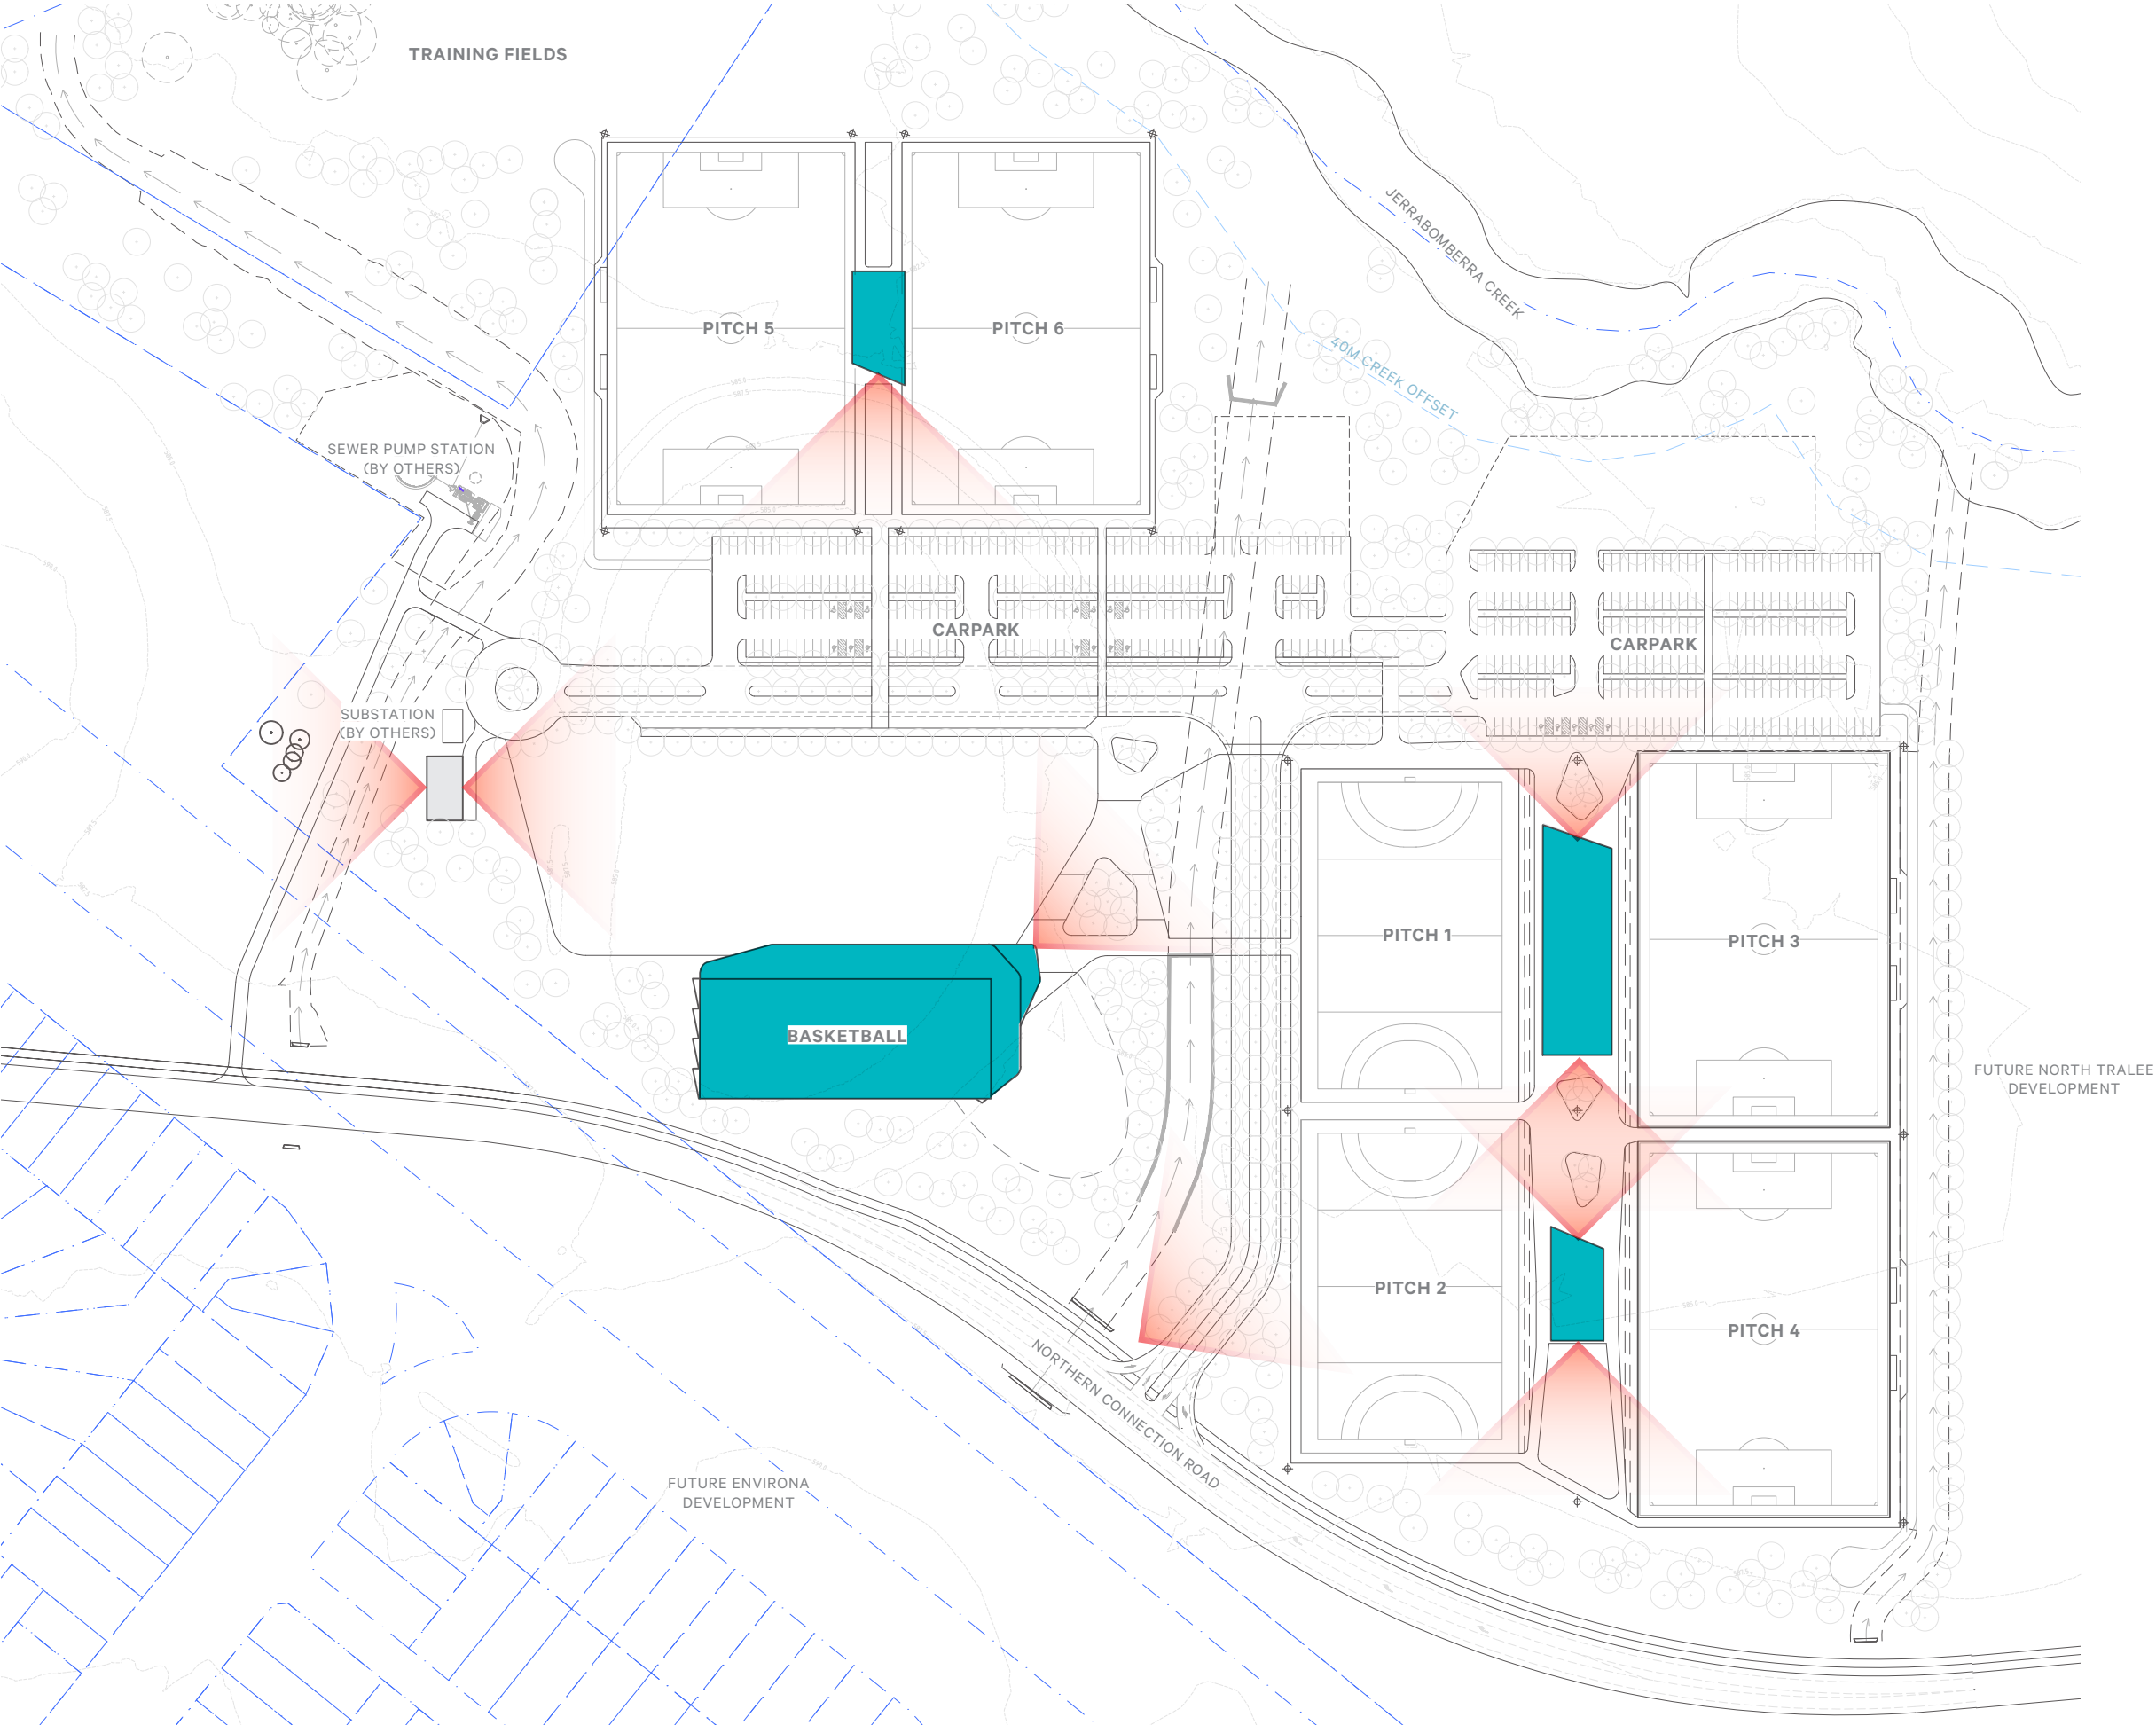 TRAINING FIELDS
JERRABOMBERRA CREEK
PITCH 5
PITCH 6
40M CREEK OFFSET
SEWER PUMP STATION
(BY OTHERS)
CARPARK
CARPARK
SUBSTATION
(BY OTHERS)
PITCH 1
PITCH 3
BASKETBALL
FUTURE NORTH TRALEE
DEVELOPMENT
PITCH 2
PITCH 4
NORTHERN CONNECTION ROAD
FUTURE ENVIRONA
DEVELOPMENT